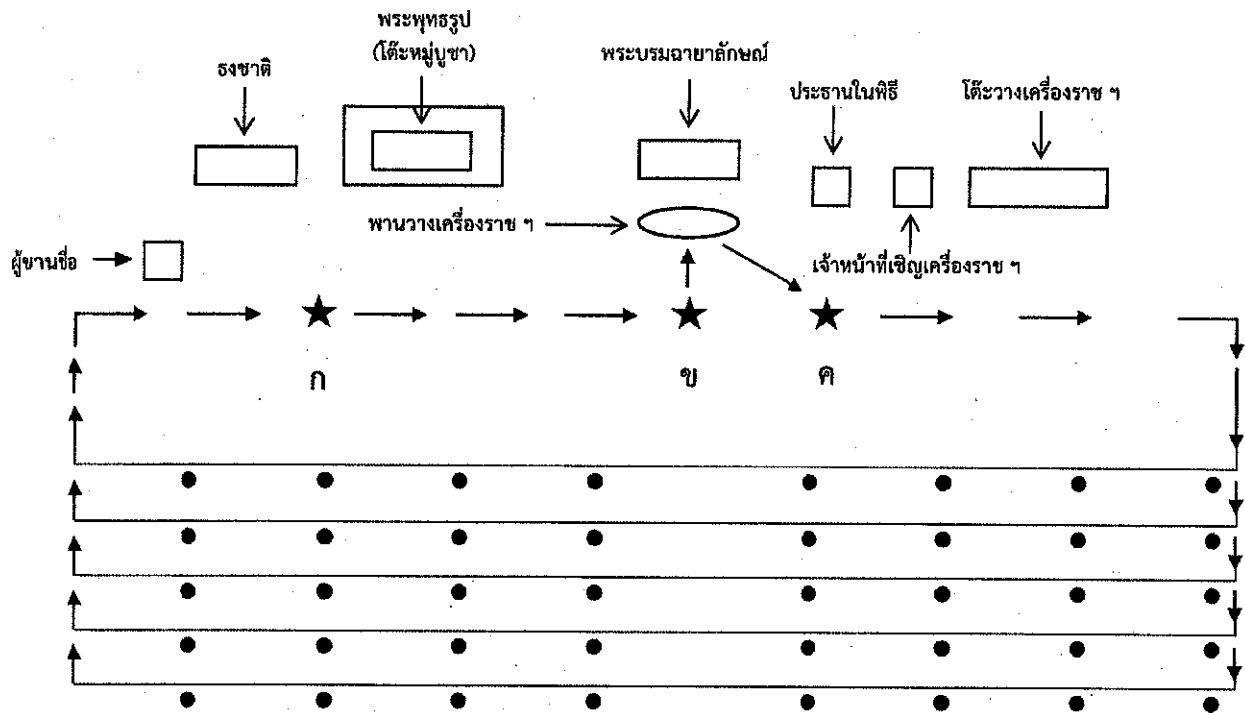 พระพุทธรูป
(โต๊ะหมู่บูชา)
ธงชาติ
พระบรมฉายาลักษณ์
ประธานในพิธี
โต๊ะวางเครื่องราช ฯ
พานวางเครื่องราช ฯ
ผู้ขานชื่อ
เจ้าหน้าที่เชิญเครื่องราช ฯ
ก
ข
ค